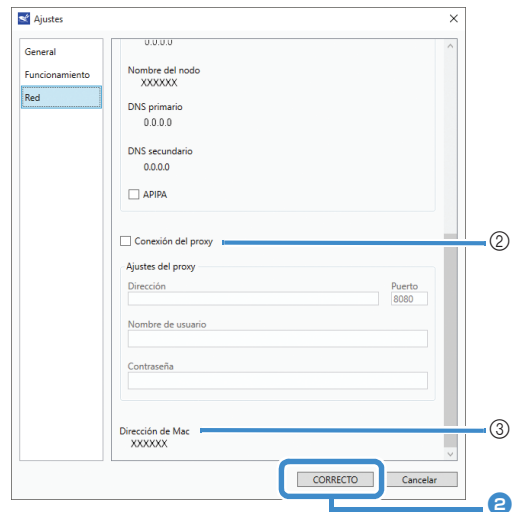 Ajustes
General
Funcionamiento
Red
0.0.0.0
Nombre del nodo
XXXXXX
DNS primario
0.0.0.0
DNS secundario
0.0.0.0
APIPA
Conexión del proxy
②
Ajustes del proxy
Dirección
Puerto
8080
Nombre de usuario
Contraseña
Dirección de Mac
③
XXXXXX
CORRECTO
Cancelar
2